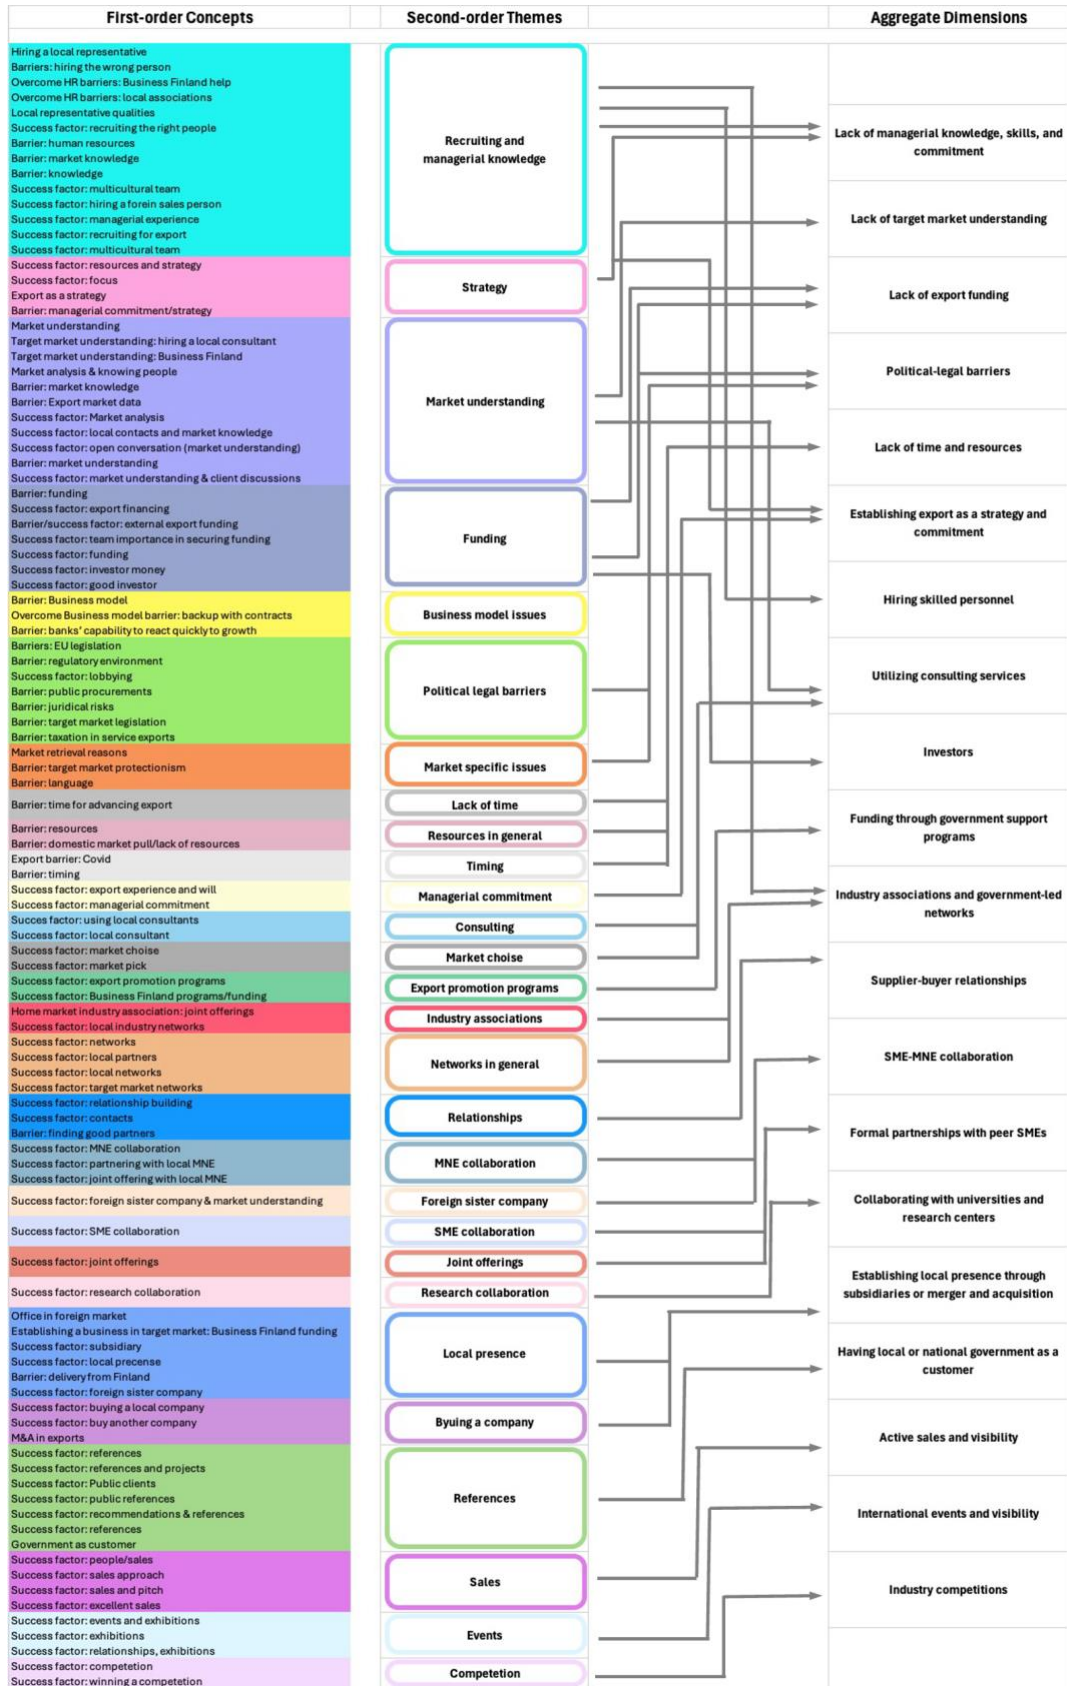 First-order Concepts
Second-order Themes
Aggregate Dimensions
Hiring a local representative
Barriers: hiring the wrong person
Overcome HR barriers: Business Finland help
Overcome HR barriers: local associations
Local representative qualities
Success factor: recruiting the right people
Barrier: human resources
Barrier: market knowledge
Barrier: knowledge
Success factor: multicultural team
Success factor: hiring a forein sales person
Success factor: managerial experience
Success factor: recruiting for export
Success factor: multicultural team
Success factor: resources and strategy
Success factor: focus
Export as a strategy
Barrier: managerial commitment/strategy
Market understanding
Target market understanding: hiring a local consultant
Target market understanding: Business Finland
Market analysis & knowing people
Barrier: market knowledge
Barrier: Export market data
Success factor: Market analysis
Success factor: local contacts and market knowledge
Success factor: open conversation (market understanding)
Barrier: market understanding
Success factor: market understanding & client discussions
Barrier: funding
Success factor: export financing
Barrier/success factor: external export funding
Success factor: team importance in securing funding
Success factor: funding
Success factor: investor money
Success factor: good investor
Barrier: Business model
Overcome Business model barrier: backup with contracts
Barrier: banks' capability to react quickly to growth
Barriers: EU legislation
Barrier: regulatory environment
Success factor: lobbying
Barrier: public procurements
Barrier: juridical risks
Barrier: target market legislation
Barrier: taxation in service exports
Market retrieval reasons
Barrier: target market protectionism
Barrier: language
Barrier: time for advancing export
Barrier: resources
Barrier: domestic market pull/lack of resources
Export barrier: Covid
Barrier: timing
Success factor: export experience and will
Success factor: managerial commitment
Succes factor: using local consultants
Success factor: local consultant
Success factor: market choise
Success factor: market pick
Success factor: export promotion programs
Success factor: Business Finland programs/funding
Home market industry association: joint offerings
Success factor: local industry networks
Success factor: networks
Success factor: local partners
Success factor: local networks
Success factor: target market networks
Success factor: relationship building
Success factor: contacts
Barrier: finding good partners
Success factor: MNE collaboration
Success factor: partnering with local MNE
Success factor: joint offering with local MNE
Success factor: foreign sister company & market understanding
Success factor: SME collaboration
Success factor: joint offerings
Success factor: research collaboration
Office in foreign market
Establishing a business in target market: Business Finland funding
Success factor: subsidiary
Success factor: local precense
Barrier: delivery from Finland
Success factor: foreign sister company
Success factor: buying a local company
Success factor: buy another company
M&A in exports
Success factor: references
Success factor: references and projects
Success factor: Public clients
Success factor: public references
Success factor: recommendations & references
Success factor: references
Government as customer
Success factor: people/sales
Success factor: sales approach
Success factor: sales and pitch
Success factor: excellent sales
Success factor: events and exhibitions
Success factor: exhibitions
Success factor: relationships, exhibitions
Success factor: competetion
Success factor: winning a competetion
Recruiting and
managerial knowledge
Strategy
Market understanding
Funding
Business model issues
Political legal barriers
Market specific issues
Lack of time
Resources in general
Timing
Managerial commitment
Consulting
Market choise
Export promotion programs
Industry associations
Networks in general
Relationships
MNE collaboration
Foreign sister company
SME collaboration
Joint offerings
Research collaboration
Local presence
Byuing a company
References
Sales
Events
Competetion
Lack of managerial knowledge, skills, and
commitment
Lack of target market understanding
Lack of export funding
Political-legal barriers
Lack of time and resources
Establishing export as a strategy and
commitment
Hiring skilled personnel
Utilizing consulting services
Investors
Funding through government support
programs
Industry associations and government-led
networks
Supplier-buyer relationships
SME-MNE collaboration
Formal partnerships with peer SMEs
Collaborating with universities and
research centers
Establishing local presence through
subsidiaries or merger and acquisition
Having local or national government as a
customer
Active sales and visibility
International events and visibility
Industry competitions